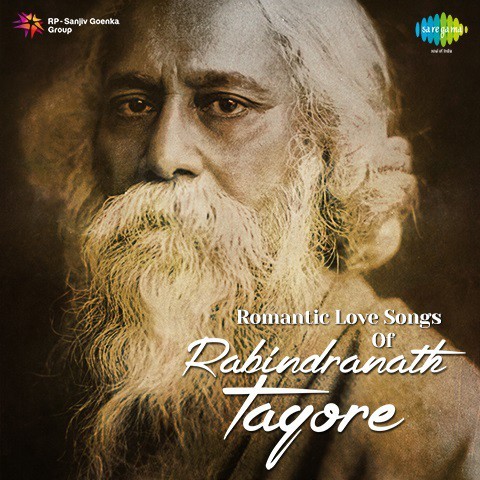 RP-Sanjiv Goenka
Group
saregama
Romantic Love Songs
Of
Rabindranath
Tagore